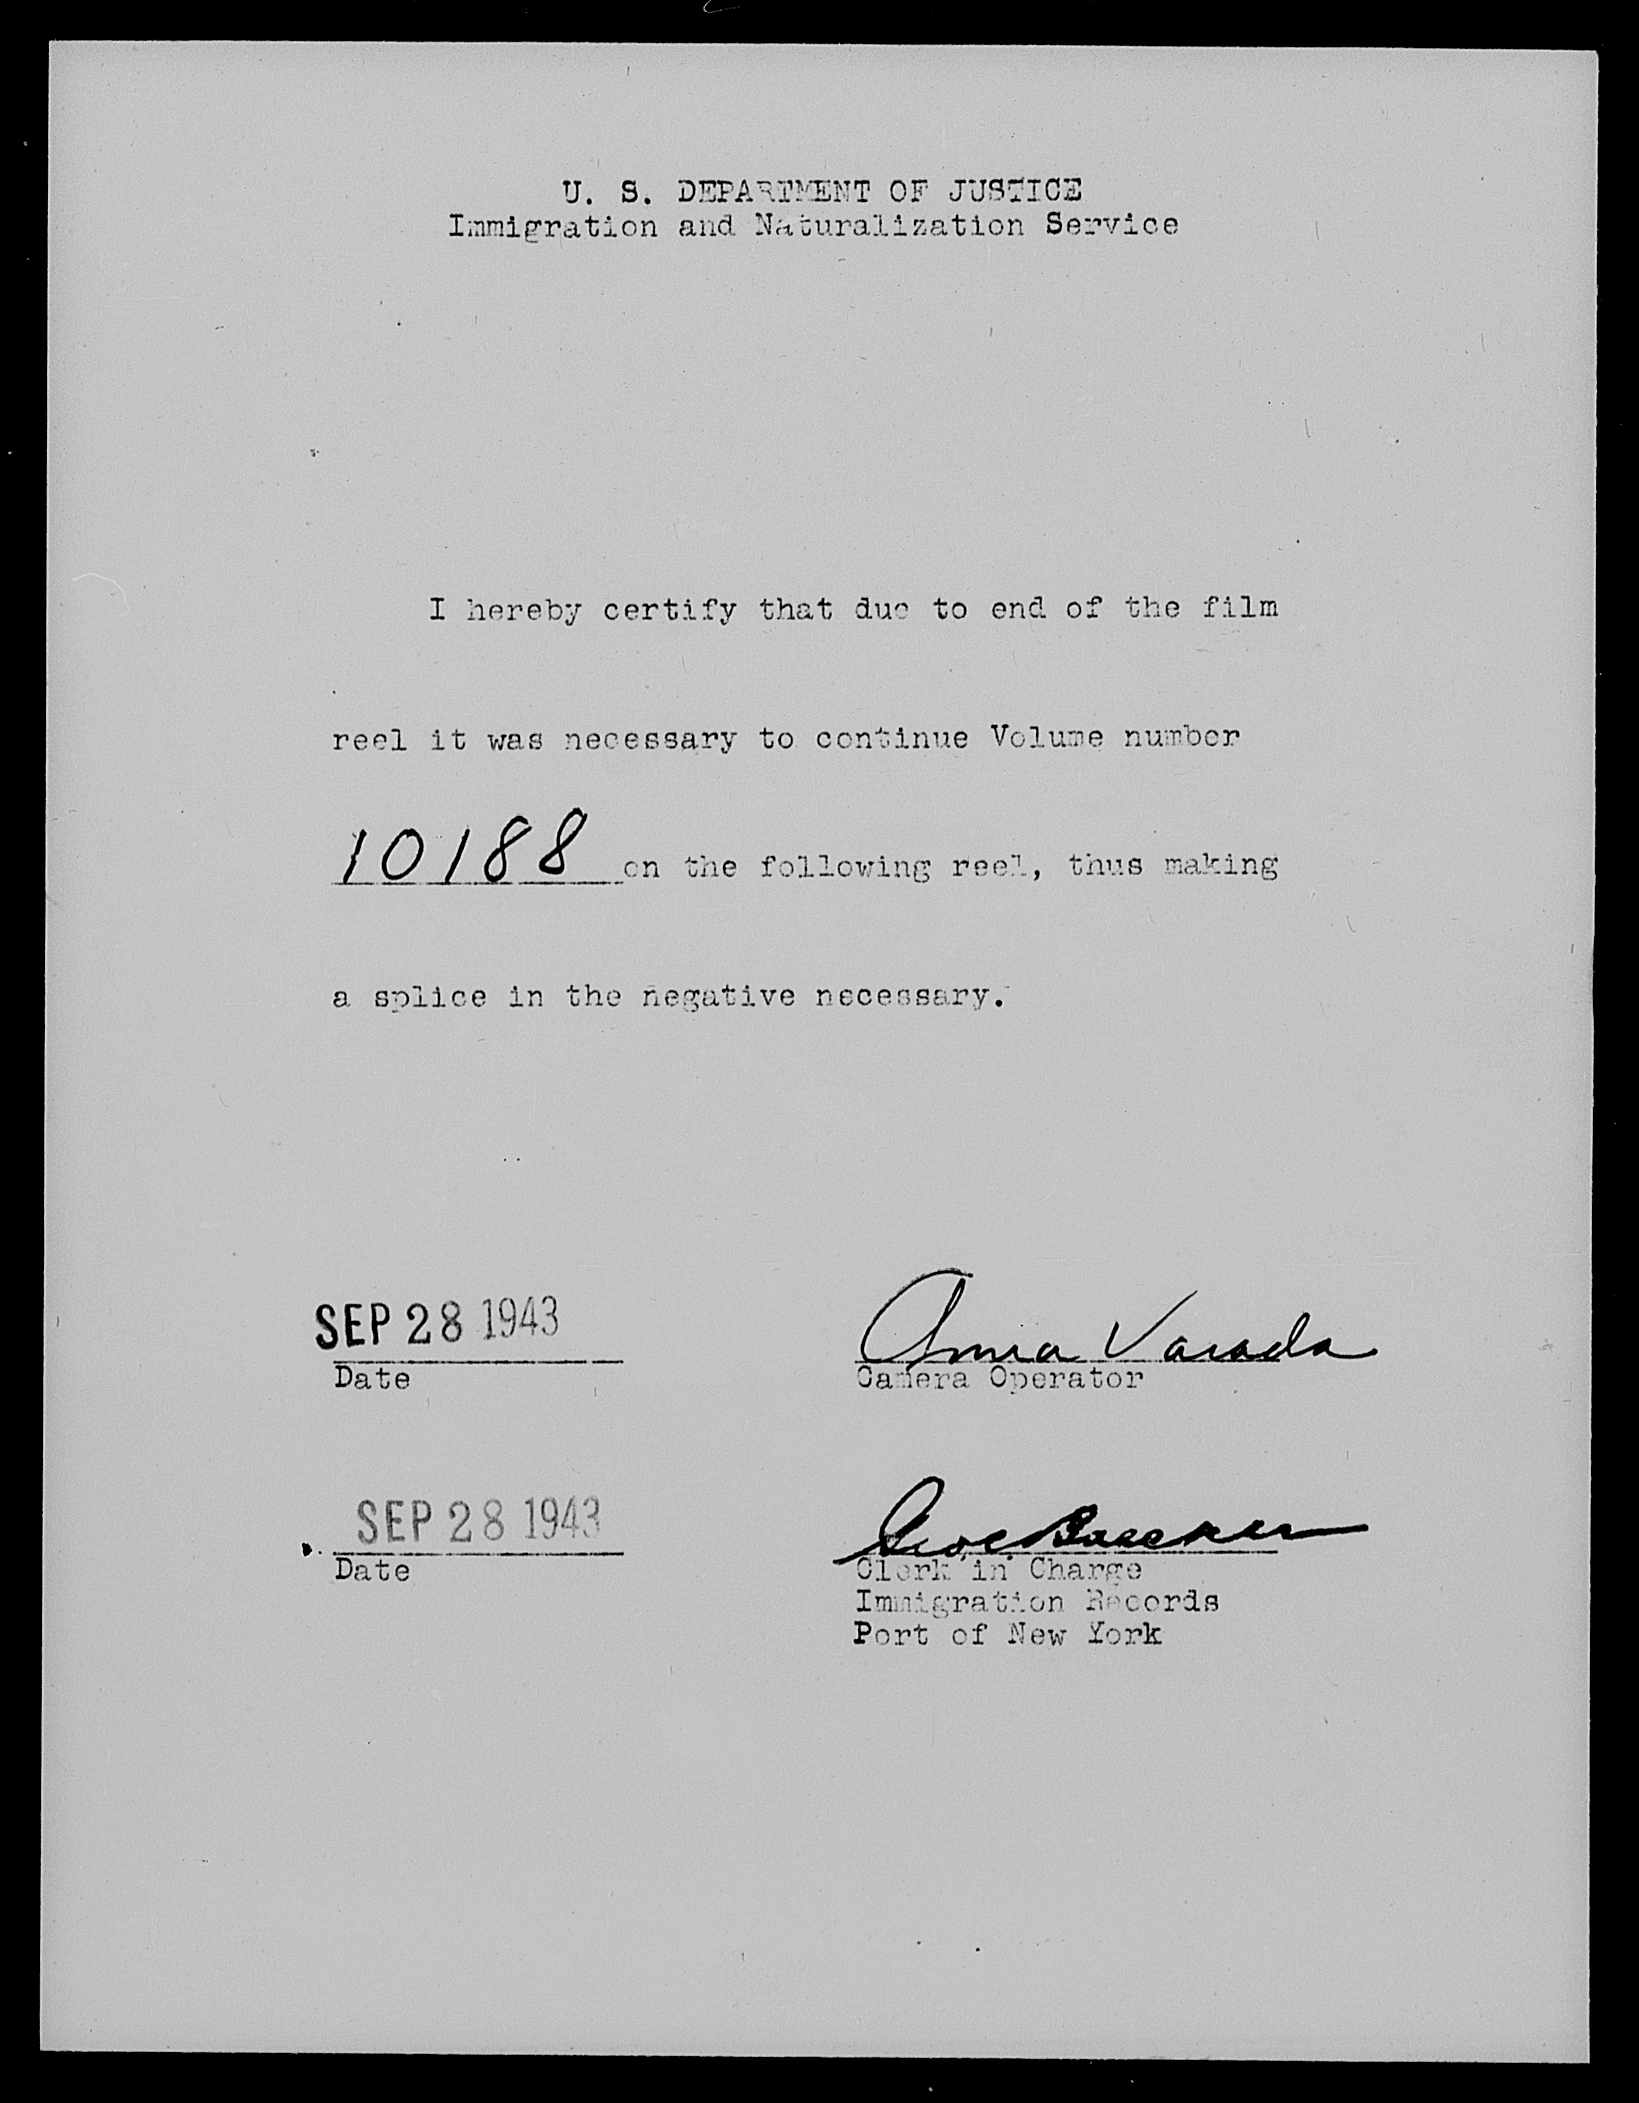 U. S. DEPARTMENT OF JUSTICE
Immigration and Naturalization Service
I hereby certify that due to end of the film
reel it was necessary to continue Volume number
10188 on the following reel, thus making
a splice in the negative necessary.
SEP 28 1943
Anna Varada
Date
Camera Operator
SEP 28 1943
Date
Clerk in Charge
Immigration Records
Port of New York